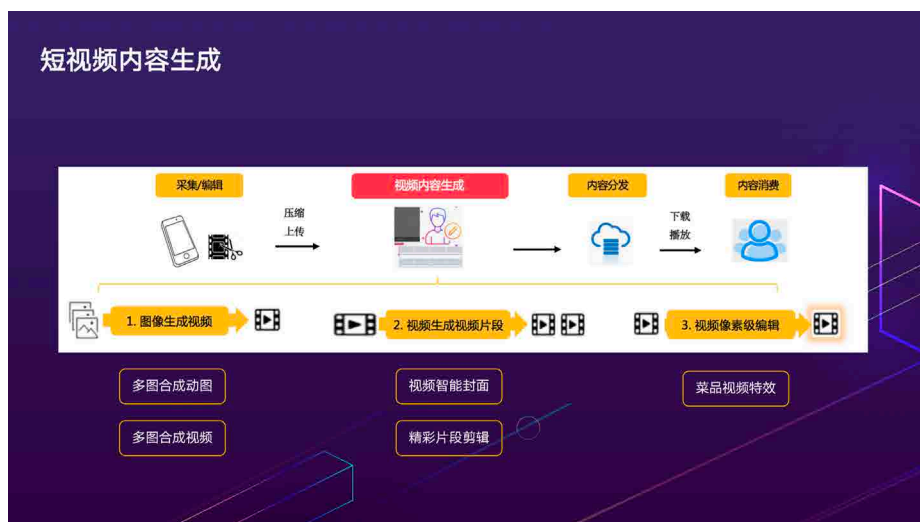 短视频内容生成
采集/编辑
视频内容生成
内容分发
内容消费
压缩
上传
下载
播放
1. 图像生成视频
2. 视频生成视频片段
3. 视频像素级编辑
多图合成动图
视频智能封面
菜品视频特效
多图合成视频
精彩片段剪辑